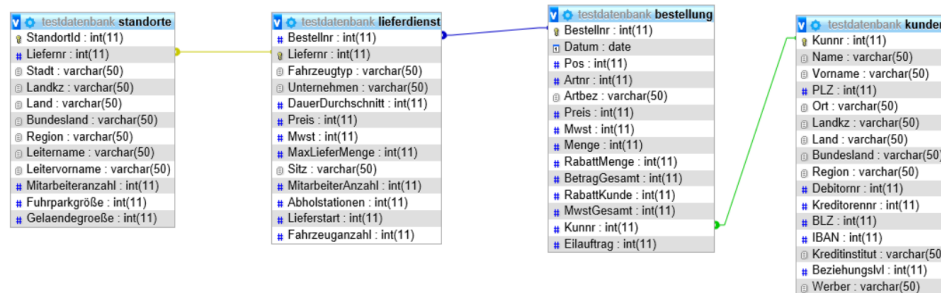 testdatenbank standorte
StandortId : int(11)
Liefernr : int(11)
Stadt : varchar(50)
Landkz : varchar(50)
Land : varchar(50)
Bundesland : varchar(50)
Region : varchar(50)
Leitername : varchar(50)
Leitervorname : varchar(50)
Mitarbeiteranzahl : int(11)
Fuhrparkgröße : int(11)
Gelaendegroeße : int(11)
testdatenbank lieferdienst
Bestellnr : int(11)
Liefernr : int(11)
Fahrzeugtyp : varchar(50)
Unternehmen : varchar(50)
DauerDurchschnitt : int(11)
Preis : int(11)
Mwst : int(11)
MaxLieferMenge : int(11)
Sitz : varchar(50)
MitarbeiterAnzahl : int(11)
Abholstationen : int(11)
Lieferstart : int(11)
Fahrzeuganzahl : int(11)
testdatenbank bestellung
Bestellnr : int(11)
Datum : date
Pos : int(11)
Artnr : int(11)
Artbez : varchar(50)
Preis : int(11)
Mwst : int(11)
Menge : int(11)
RabattMenge : int(11)
BetragGesamt : int(11)
RabattKunde : int(11)
MwstGesamt : int(11)
Kunnr : int(11)
Eilauftrag : int(11)
testdatenbank kunden
Kunnr : int(11)
Name : varchar(50)
Vorname : varchar(50)
PLZ : int(11)
Ort : varchar(50)
Landkz : varchar(50)
Land : varchar(50)
Bundesland : varchar(50)
Region : varchar(50)
Debitornr : int(11)
Kreditorennr : int(11)
BLZ : int(11)
IBAN : int(11)
Kreditinstitut : varchar(50
Beziehungslvl : int(11)
Werber : varchar(50)